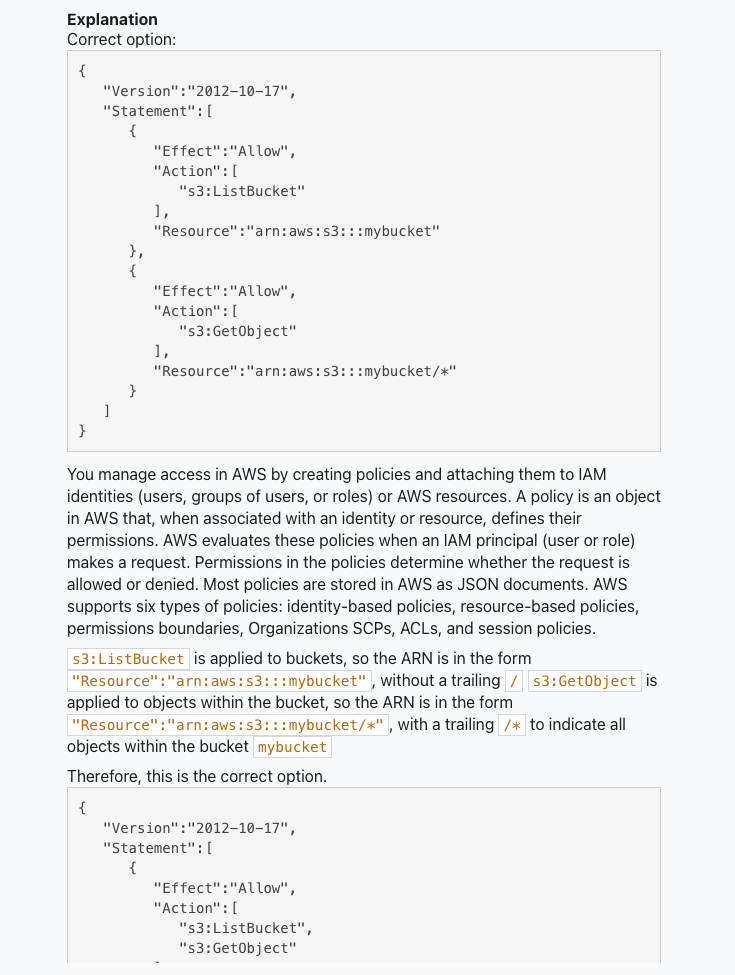 Explanation
Correct option:
{
   "Version":"2012-10-17",
   "Statement":[
      {
         "Effect":"Allow",
         "Action":[
            "s3:ListBucket"
         ],
         "Resource":"arn:aws:s3:::mybucket"
      },
      {
         "Effect":"Allow",
         "Action":[
            "s3:GetObject"
         ],
         "Resource":"arn:aws:s3:::mybucket/*"
      }
   ]
}
You manage access in AWS by creating policies and attaching them to IAM
identities (users, groups of users, or roles) or AWS resources. A policy is an object
in AWS that, when associated with an identity or resource, defines their
permissions. AWS evaluates these policies when an IAM principal (user or role)
makes a request. Permissions in the policies determine whether the request is
allowed or denied. Most policies are stored in AWS as JSON documents. AWS
supports six types of policies: identity-based policies, resource-based policies,
permissions boundaries, Organizations SCPs, ACLs, and session policies.
s3:ListBucket is applied to buckets, so the ARN is in the form
"Resource":"arn:aws:s3:::mybucket" , without a trailing / s3:GetObject is
applied to objects within the bucket, so the ARN is in the form
"Resource":"arn:aws:s3:::mybucket/*" , with a trailing /* to indicate all
objects within the bucket mybucket
Therefore, this is the correct option.
{
   "Version":"2012-10-17",
   "Statement":[
      {
         "Effect":"Allow",
         "Action":[
            "s3:ListBucket",
            "s3:GetObject"